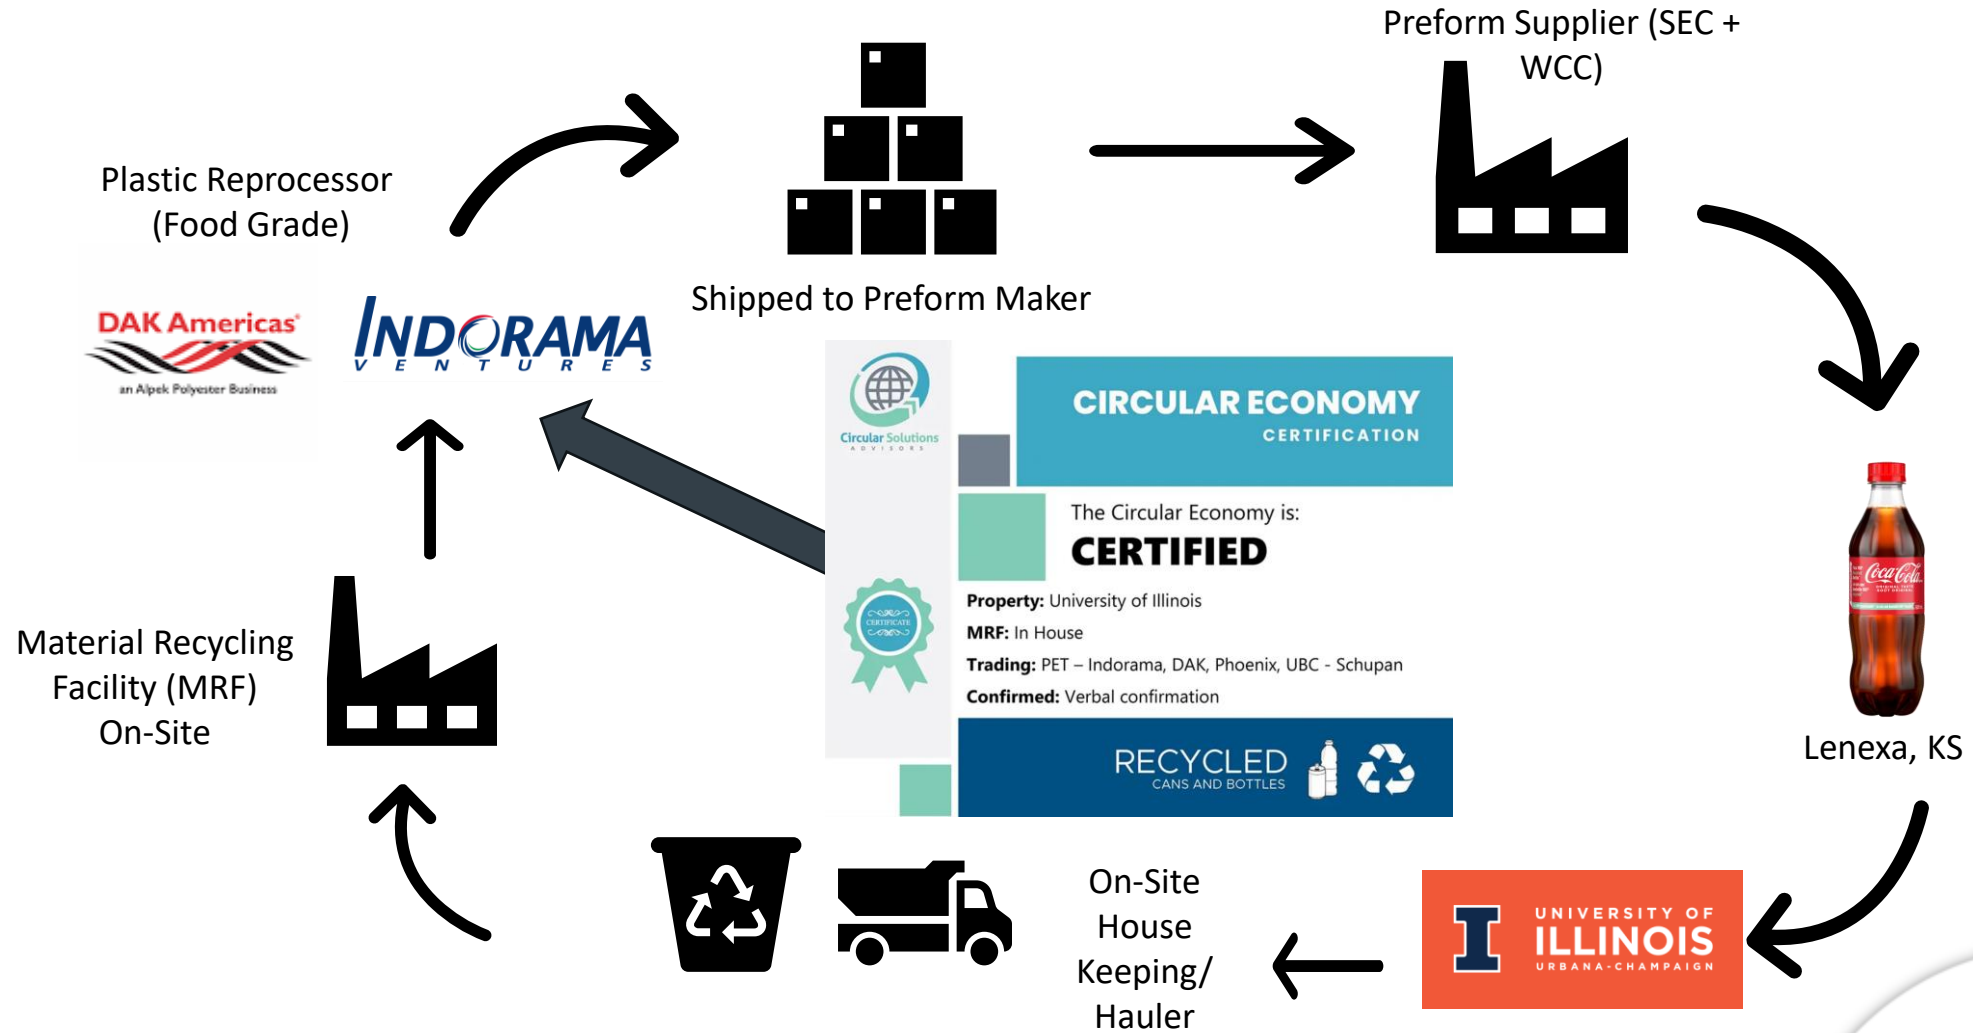 Preform Supplier (SEC +
WCC)
Plastic Reprocessor
(Food Grade)
DAK Americas®
an Alpek Polyester Business
INDORAMA
VENTURES
Shipped to Preform Maker
Circular Solutions
ADVISORS
CIRCULAR ECONOMY
CERTIFICATION
The Circular Economy is:
CERTIFIED
CERTIFICATE
Property: University of Illinois
MRF: In House
Trading: PET – Indorama, DAK, Phoenix, UBC - Schupan
Confirmed: Verbal confirmation
RECYCLED
CANS AND BOTTLES
Material Recycling
Facility (MRF)
On-Site
Coca-Cola
ORIGINAL TASTE
Lenexa, KS
On-Site
House
Keeping/
Hauler
I
UNIVERSITY OF
ILLINOIS
URBANA-CHAMPAIGN